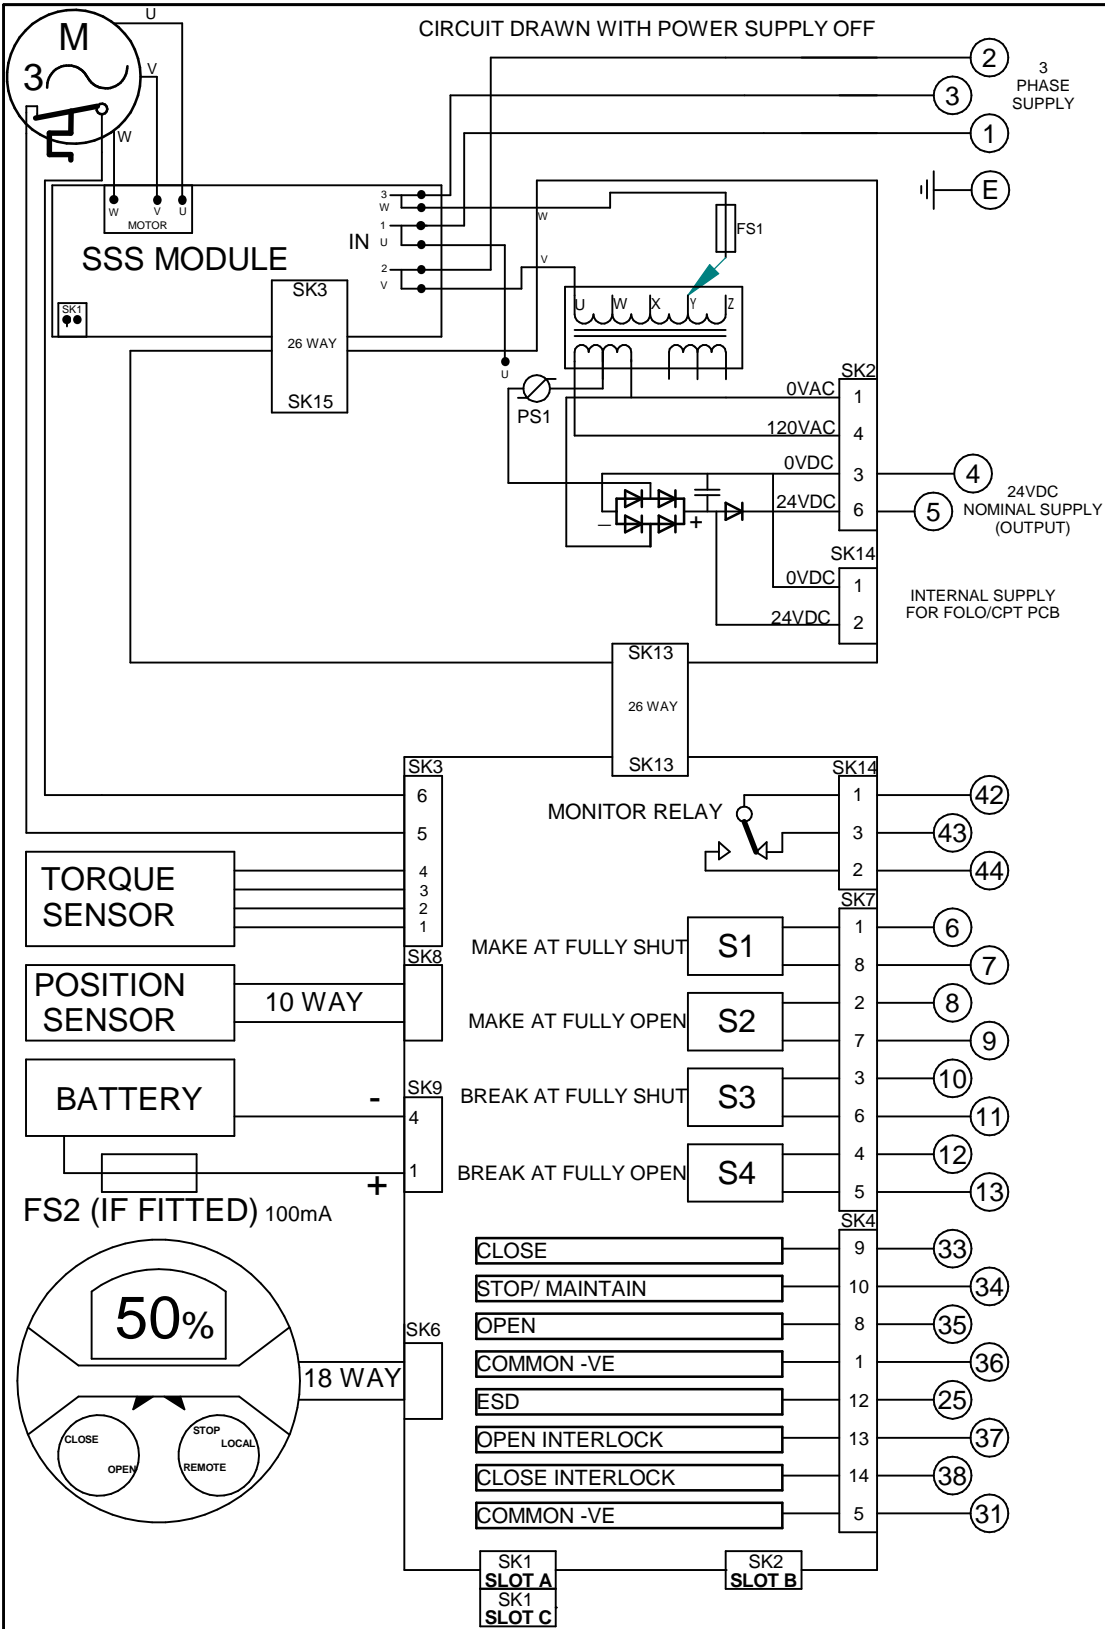 CIRCUIT DRAWN WITH POWER SUPPLY OFF
M
3
U
V
W
2
3
1
E
3
PHASE
SUPPLY
W
V
U
MOTOR
SSS MODULE
IN
3
W
1
U
2
V
SK1
SK3
26 WAY
SK15
W
V
FS1
U
W
X
Y
Z
U
PS1
SK2
0VAC
1
120VAC
4
0VDC
3
4
24VDC
6
5
24VDC
NOMINAL SUPPLY
(OUTPUT)
–
+
SK14
0VDC
1
24VDC
2
INTERNAL SUPPLY
FOR FOLO/CPT PCB
SK13
26 WAY
SK13
SK3
6
5
4
3
2
1
TORQUE
SENSOR
SK8
POSITION
SENSOR
10 WAY
BATTERY
-
SK9
4
1
+
FS2 (IF FITTED) 100mA
50%
SK6
18 WAY
CLOSE
OPEN
STOP
LOCAL
REMOTE
MONITOR RELAY
SK14
1
42
3
43
2
44
SK7
MAKE AT FULLY SHUT
S1
1
6
8
7
MAKE AT FULLY OPEN
S2
2
8
7
9
BREAK AT FULLY SHUT
S3
3
10
6
11
BREAK AT FULLY OPEN
S4
4
12
5
13
SK4
CLOSE
9
33
STOP/ MAINTAIN
10
34
OPEN
8
35
COMMON -VE
1
36
ESD
12
25
OPEN INTERLOCK
13
37
CLOSE INTERLOCK
14
38
COMMON -VE
5
31
SK1
SLOT A
SK1
SLOT C
SK2
SLOT B